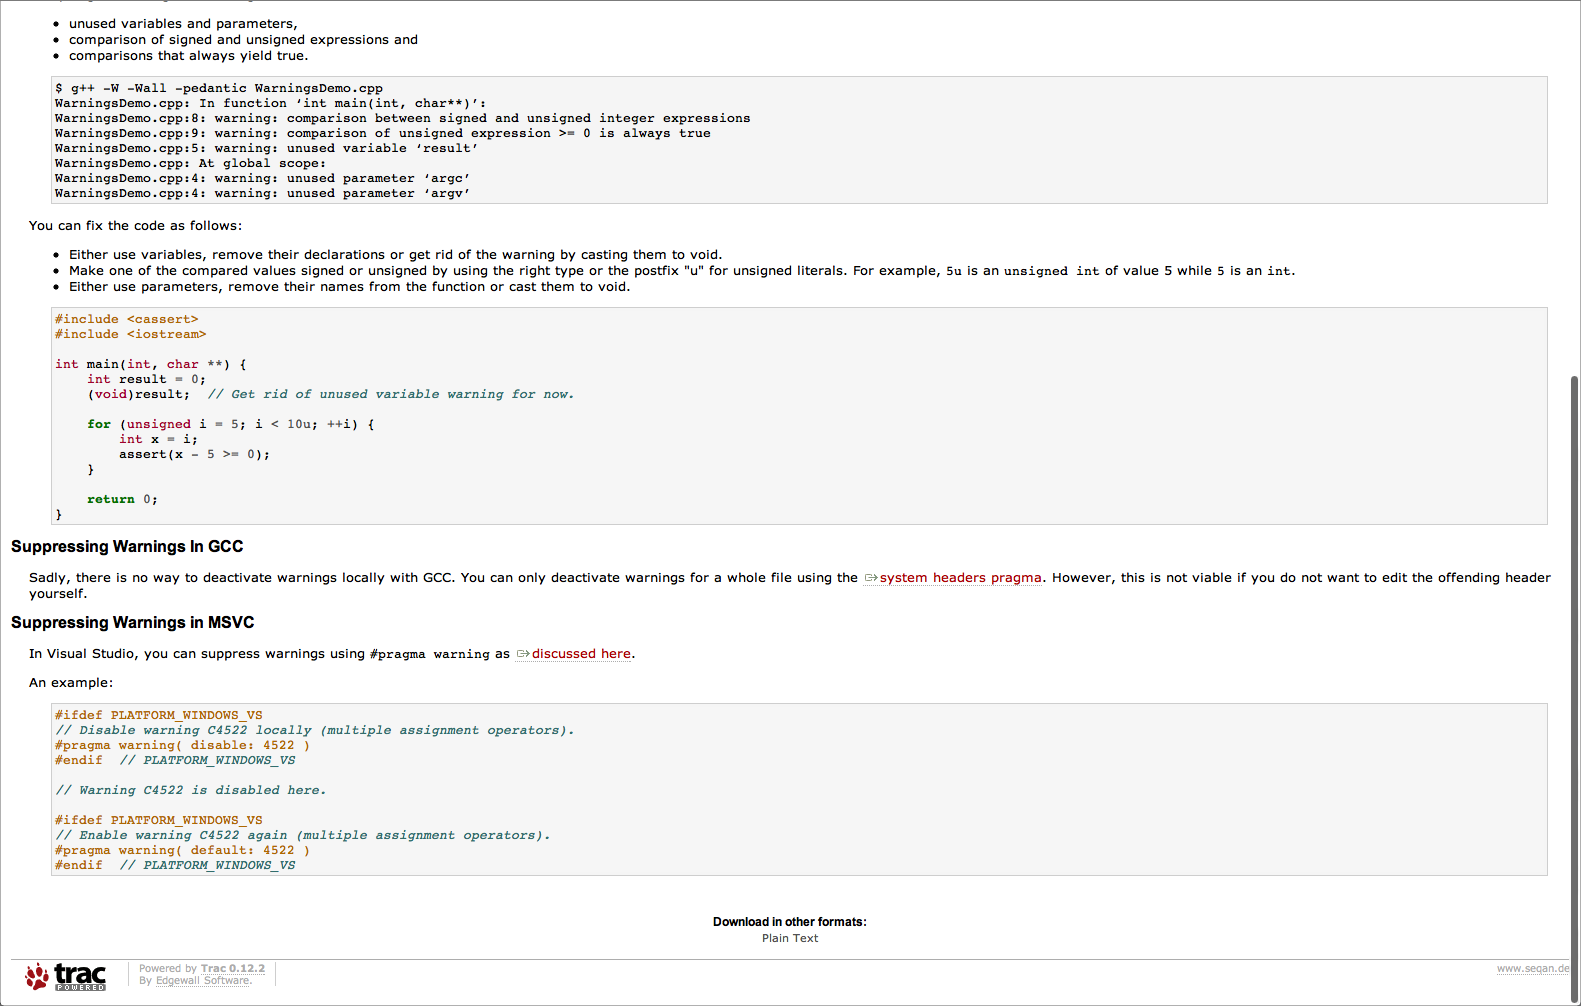 unused variables and parameters,
comparison of signed and unsigned expressions and
comparisons that always yield true.
$ g++ -W -Wall -pedantic WarningsDemo.cpp
WarningsDemo.cpp: In function ‘int main(int, char**)’:
WarningsDemo.cpp:8: warning: comparison between signed and unsigned integer expressions
WarningsDemo.cpp:9: warning: comparison of unsigned expression >= 0 is always true
WarningsDemo.cpp:5: warning: unused variable ‘result’
WarningsDemo.cpp: At global scope:
WarningsDemo.cpp:4: warning: unused parameter ‘argc’
WarningsDemo.cpp:4: warning: unused parameter ‘argv’
You can fix the code as follows:
Either use variables, remove their declarations or get rid of the warning by casting them to void.
Make one of the compared values signed or unsigned by using the right type or the postfix "u" for unsigned literals. For example, 5u is an unsigned int of value 5 while 5 is an int.
Either use parameters, remove their names from the function or cast them to void.
#include <cassert>
#include <iostream>
int main(int, char **) {
    int result = 0;
    (void)result;  // Get rid of unused variable warning for now.
    for (unsigned i = 5; i < 10u; ++i) {
        int x = i;
        assert(x - 5 >= 0);
    }
    return 0;
}
Suppressing Warnings In GCC
Sadly, there is no way to deactivate warnings locally with GCC. You can only deactivate warnings for a whole file using the system headers pragma. However, this is not viable if you do not want to edit the offending header
yourself.
Suppressing Warnings in MSVC
In Visual Studio, you can suppress warnings using #pragma warning as discussed here.
An example:
#ifdef PLATFORM_WINDOWS_VS
// Disable warning C4522 locally (multiple assignment operators).
#pragma warning( disable: 4522 )
#endif  // PLATFORM_WINDOWS_VS
// Warning C4522 is disabled here.
#ifdef PLATFORM_WINDOWS_VS
// Enable warning C4522 again (multiple assignment operators).
#pragma warning( default: 4522 )
#endif  // PLATFORM_WINDOWS_VS
Download in other formats:
Plain Text
trac
POWERED
Powered by Trac 0.12.2
By Edgewall Software.
www.seqan.de